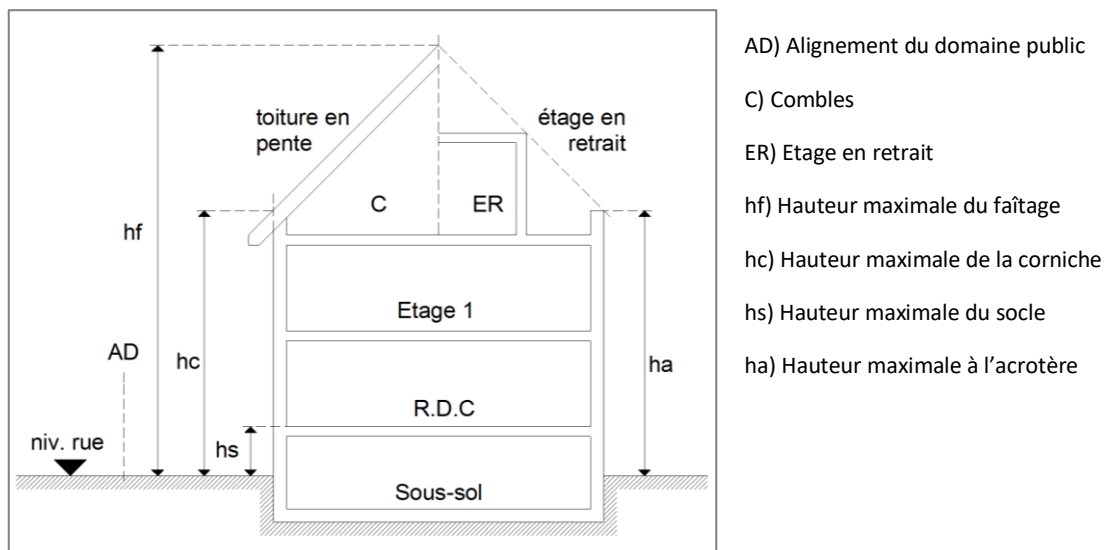 toiture en
pente
étage en
retrait
C
ER
hf
Etage 1
AD
hc
ha
R.D.C
niv. rue
hs
Sous-sol
AD) Alignement du domaine public
C) Combles
ER) Etage en retrait
hf) Hauteur maximale du faîtage
hc) Hauteur maximale de la corniche
hs) Hauteur maximale du socle
ha) Hauteur maximale à l’acrotère